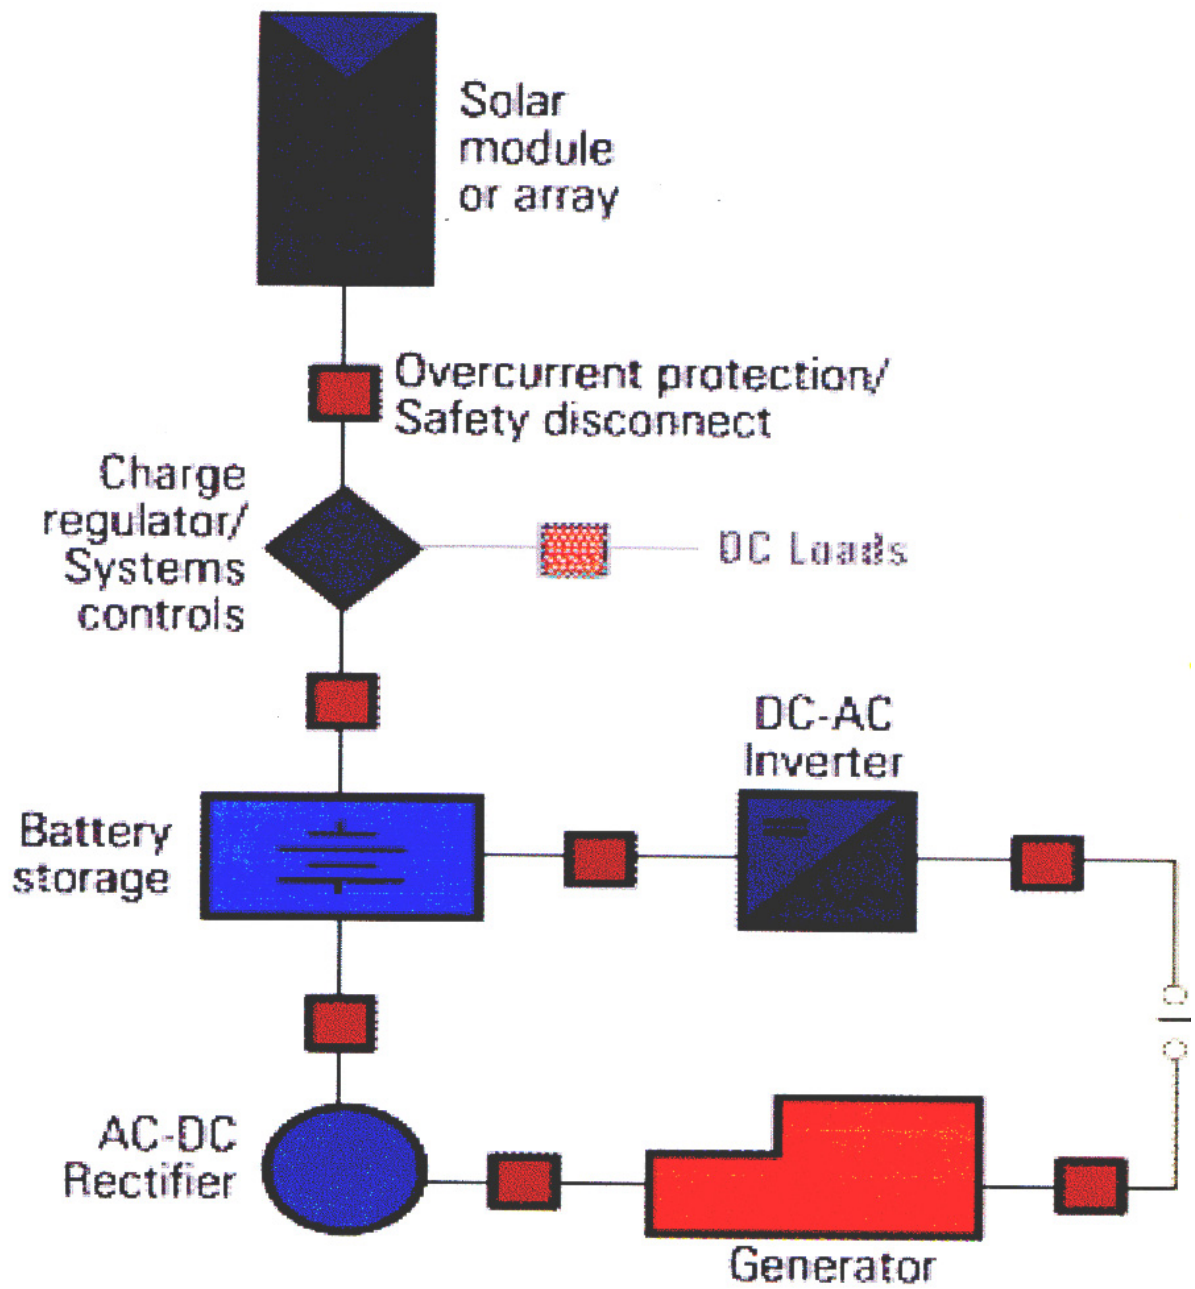 Solar
module
or array
Overcurrent protection/
Safety disconnect
Charge
regulator/
Systems
controls
DC Loads
DC-AC
Inverter
Battery
storage
AC-DC
Rectifier
Generator